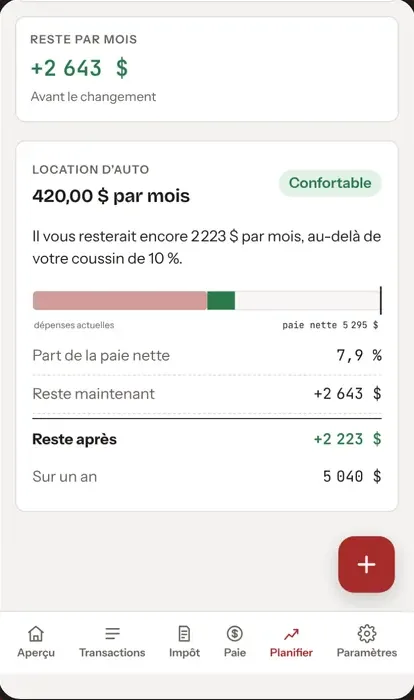 RESTE PAR MOIS
+2 643 $
Avant le changement
LOCATION D'AUTO
Confortable
420,00 $ par mois
Il vous resterait encore 2 223 $ par mois, au-delà de
votre coussin de 10 %.
dépenses actuelles
paie nette 5 295 $
Part de la paie nette 7,9 %
Reste maintenant +2 643 $
Reste après +2 223 $
Sur un an 5 040 $
+
Aperçu Transactions Impôt Paie Planifier Paramètres